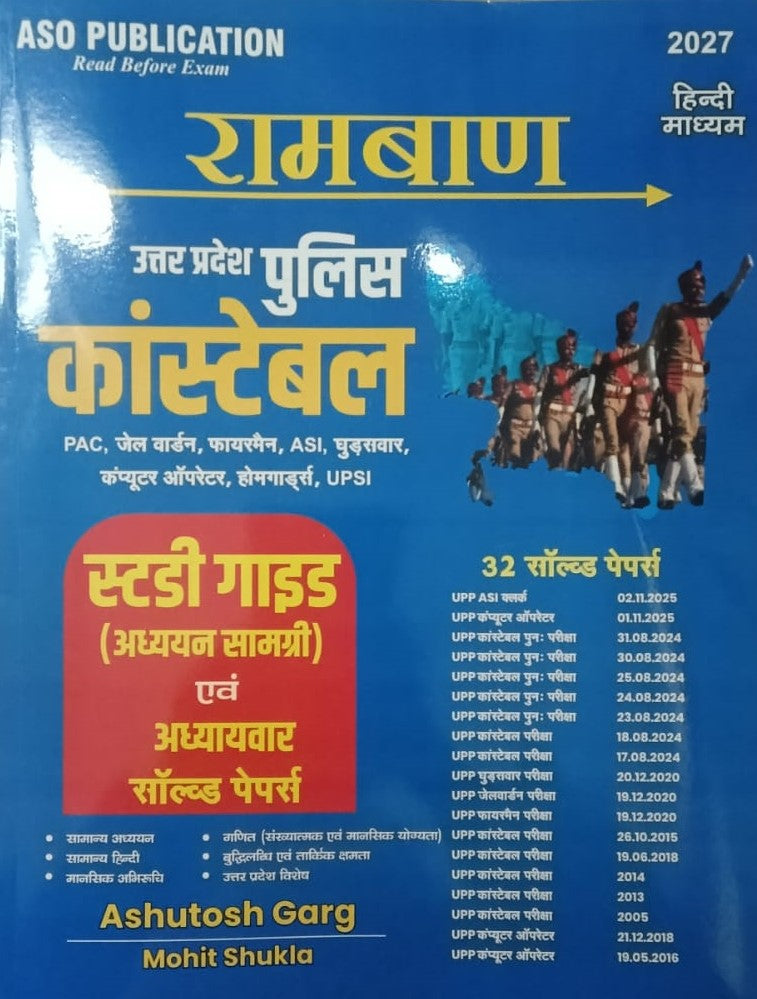 ASO PUBLICATION
Read Before Exam
2027
हिन्दी
माध्यम
रामबाण
उत्तर प्रदेश पुलिस
कांस्टेबल
PAC, जेल वार्डन, फायरमैन, ASI, घुड़सवार,
कंप्यूटर ऑपरेटर, होमगार्ड्स, UPSI
स्टडी गाइड
(अध्ययन सामग्री)
एवं
अध्यायवार
सॉल्व्ड पेपर्स
32 सॉल्व्ड पेपर्स
UPP ASI क्लर्क 02.11.2025
UPP कंप्यूटर ऑपरेटर 01.11.2025
UPP कांस्टेबल पुनः परीक्षा 31.08.2024
UPP कांस्टेबल पुनः परीक्षा 30.08.2024
UPP कांस्टेबल पुनः परीक्षा 25.08.2024
UPP कांस्टेबल पुनः परीक्षा 24.08.2024
UPP कांस्टेबल पुनः परीक्षा 23.08.2024
UPP कांस्टेबल परीक्षा 18.08.2024
UPP कांस्टेबल परीक्षा 17.08.2024
UPP घुड़सवार परीक्षा 20.12.2020
UPP जेलवार्डन परीक्षा 19.12.2020
UPP फायरमैन परीक्षा 19.12.2020
UPP कांस्टेबल परीक्षा 26.10.2015
UPP कांस्टेबल परीक्षा 19.06.2018
UPP कांस्टेबल परीक्षा 2014
UPP कांस्टेबल परीक्षा 2013
UPP कांस्टेबल परीक्षा 2005
UPP कंप्यूटर ऑपरेटर 21.12.2018
UPP कंप्यूटर ऑपरेटर 19.05.2016
• सामान्य अध्ययन • गणित (संख्यात्मक एवं मानसिक योग्यता)
• सामान्य हिन्दी • बुद्धिलब्धि एवं तार्किक क्षमता
• मानसिक अभिरूचि • उत्तर प्रदेश विशेष
Ashutosh Garg
Mohit Shukla